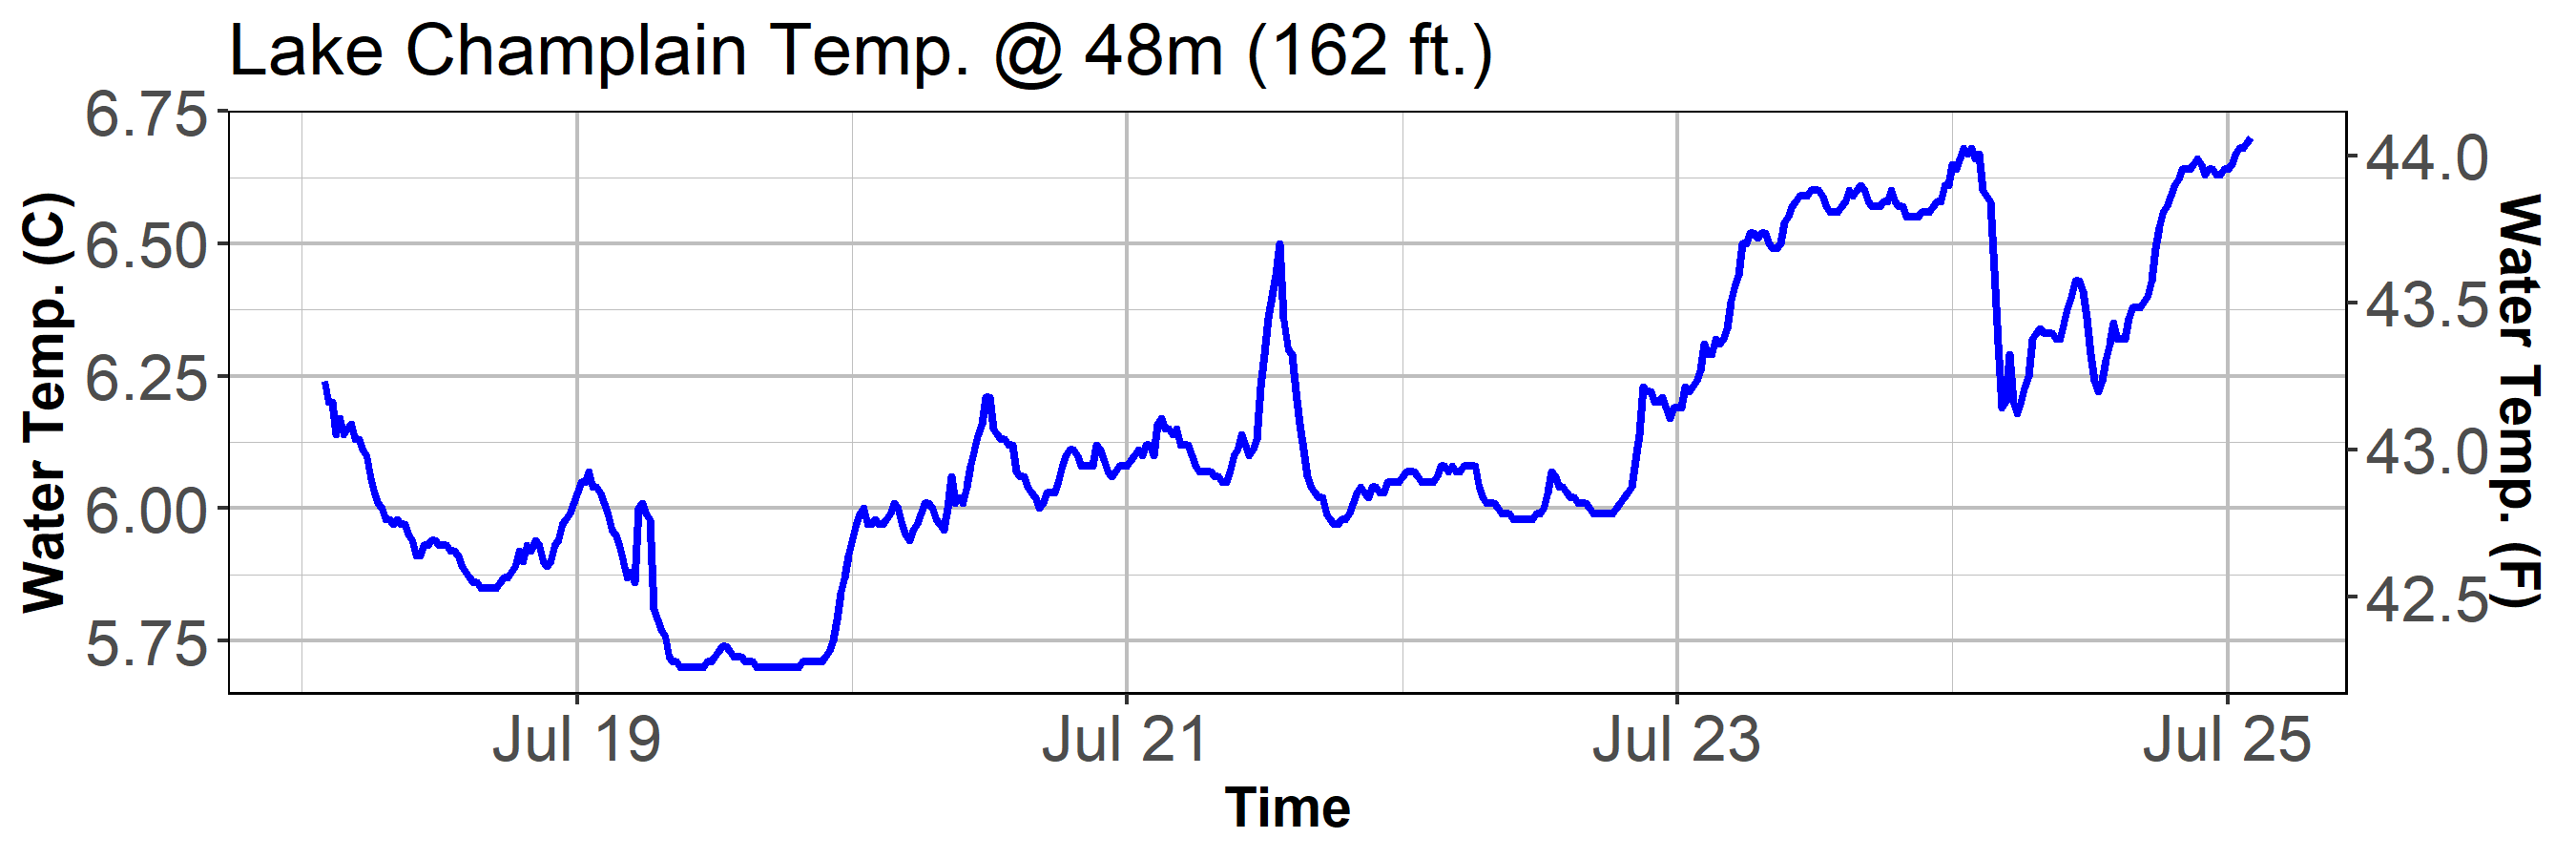 Lake Champlain Temp. @ 48m (162 ft.)
Water Temp. (C)
6.75
6.50
6.25
6.00
5.75
44.0
43.5
43.0
42.5
Water Temp. (F)
Jul 19
Jul 21
Jul 23
Jul 25
Time